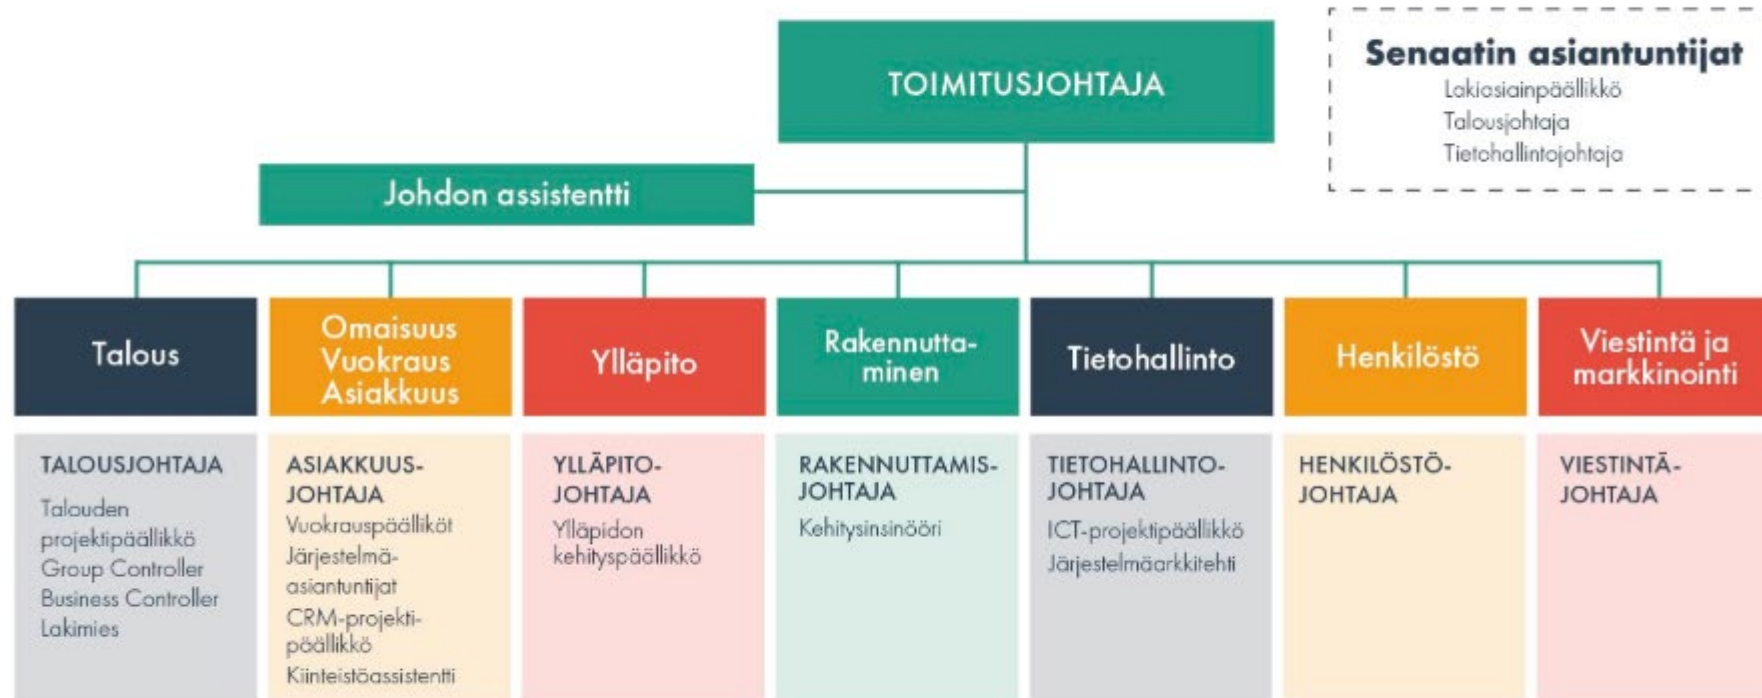 TOIMITUSJOHTAJA
Senaatin asiantuntijat
Lakiasiainpäällikkö
Talousjohtaja
Tietohallintojohtaja
Johdon assistentti
Talous
Omaisuus
Vuokraus
Asiakkuus
Ylläpito
Rakennutta-
minen
Tietohallinto
Henkilöstö
Viestintä ja
markkinointi
TALOUSJOHTAJA
Talouden
projektipäällikkö
Group Controller
Business Controller
Lakimies
ASIAKKUUS-
JOHTAJA
Vuokrauspäälliköt
Järjestelmä-
asiantuntijat
CRM-projekti-
päällikkö
Kiinteistöassistentti
YLLÄPITO-
JOHTAJA
Ylläpidon
kehityspäällikkö
RAKENNUTTAMIS-
JOHTAJA
Kehitysinsinööri
TIETOHALLINTO-
JOHTAJA
ICT-projektipäällikkö
Järjestelmäarkkitehti
HENKILÖSTÖ-
JOHTAJA
VIESTINTÄ-
JOHTAJA